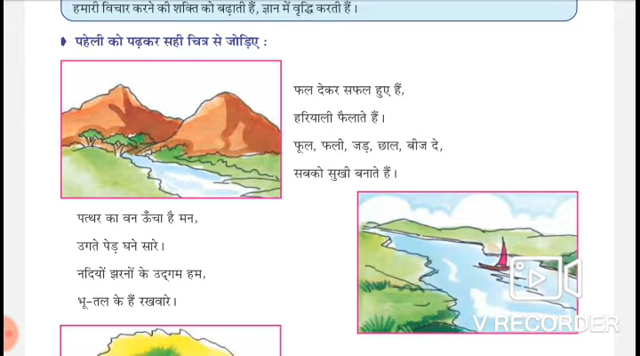 हमारी विचार करने की शक्ति को बढ़ाती हैं, ज्ञान में वृद्धि करती हैं।
पहेली को पढ़कर सही चित्र से जोड़िए :
फल देकर सफल हुए हैं,
हरियाली फैलाते हैं।
फूल, फली, जड़, छाल, बीज दे,
सबको सुखी बनाते हैं।
पत्थर का वन ऊँचा है मन,
उगते पेड़ घने सारे।
नदियों झरनों के उद्‌गम हम,
भू-तल के हैं रखवारे।
V RECORDER